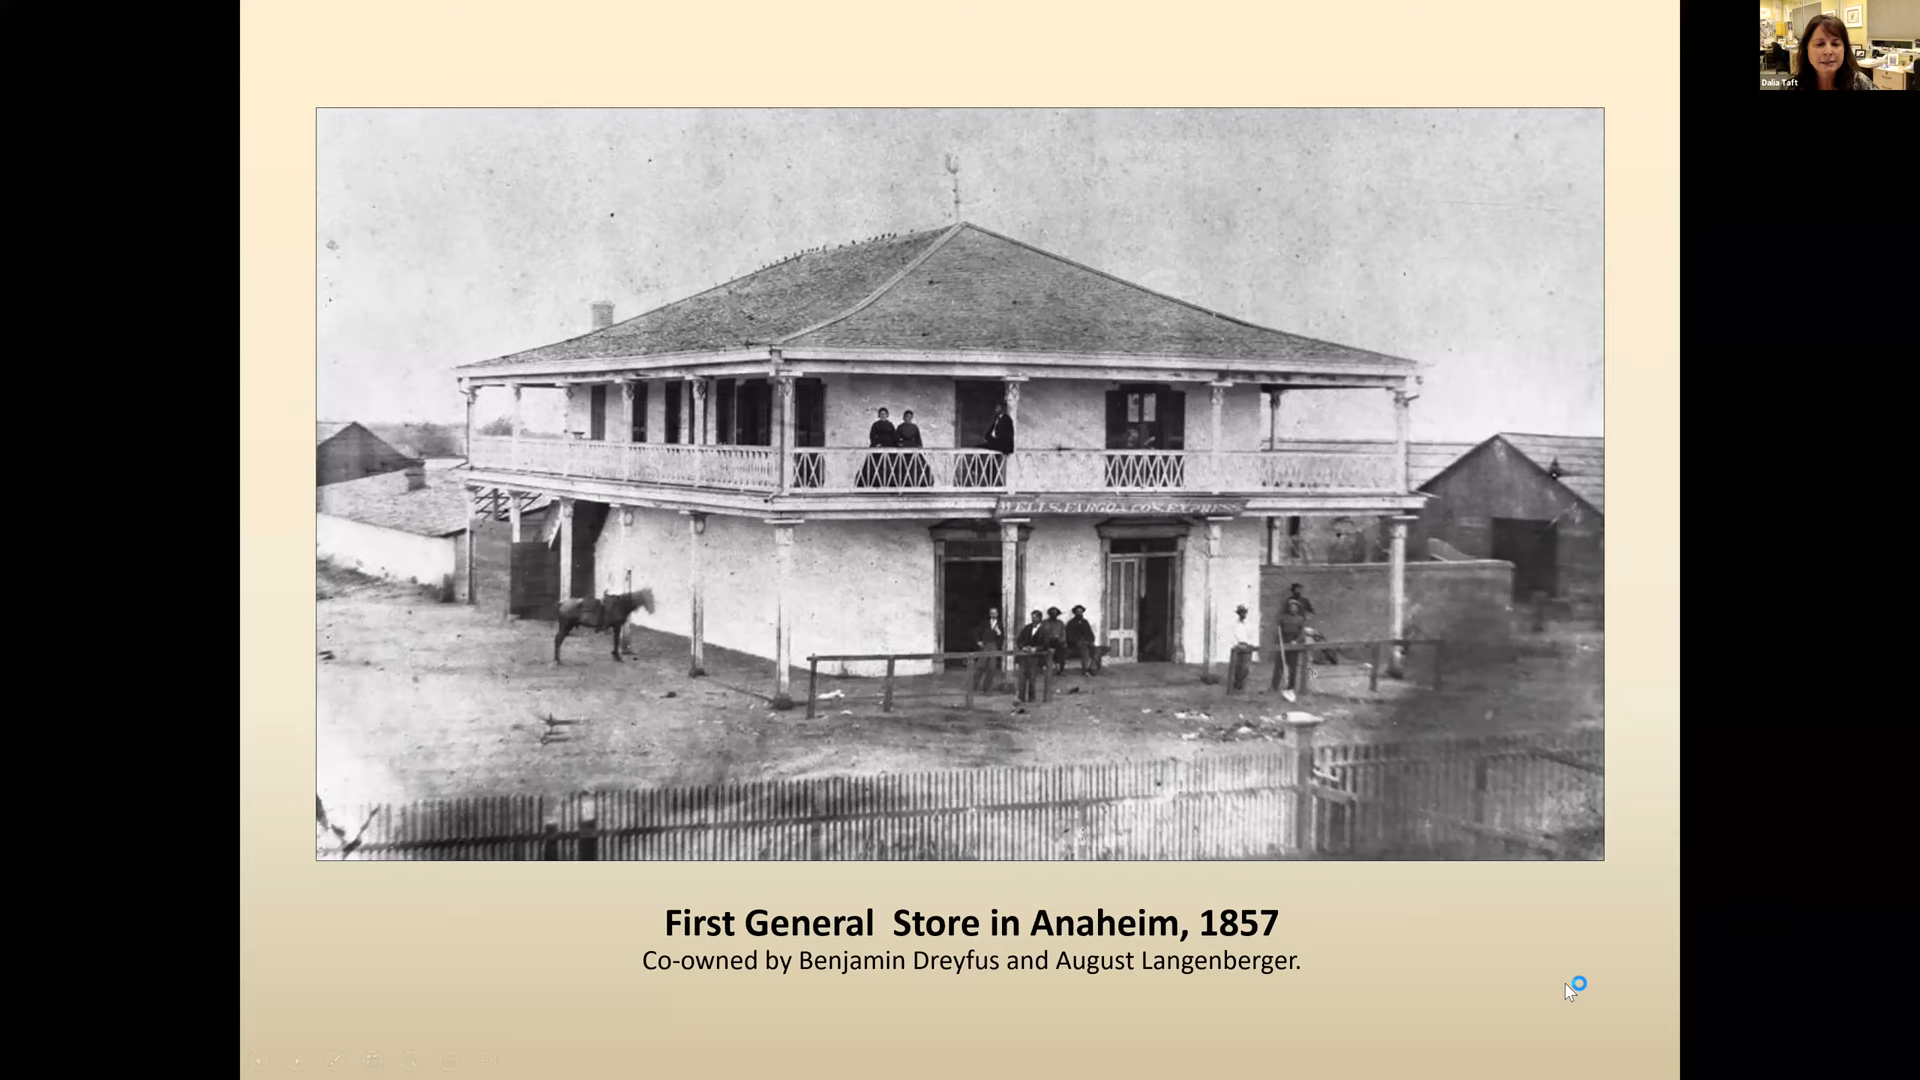 Dalia Taft
WELLS, FARGO & CO'S. EXPRESS
First General  Store in Anaheim, 1857
Co-owned by Benjamin Dreyfus and August Langenberger.